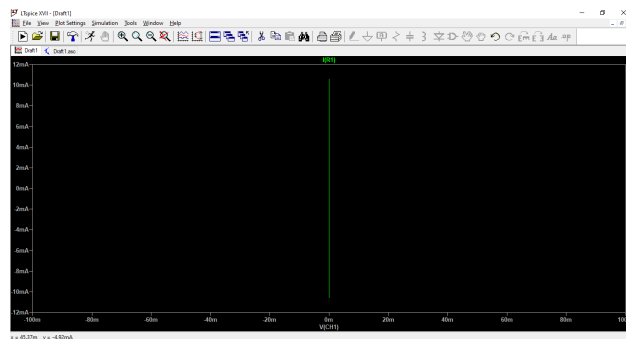 LTspice XVII - [Draft1]
File View Plot Settings Simulation Tools Window Help
Draft1 Draft1.asc
I(R1)
12mA
10mA
8mA
6mA
4mA
2mA
0mA
-2mA
-4mA
-6mA
-8mA
-10mA
-12mA
-100m -80m -60m -40m -20m 0m 20m 40m 60m 80m 10
V(CH1)
x = 45.37m y = -4.92mA